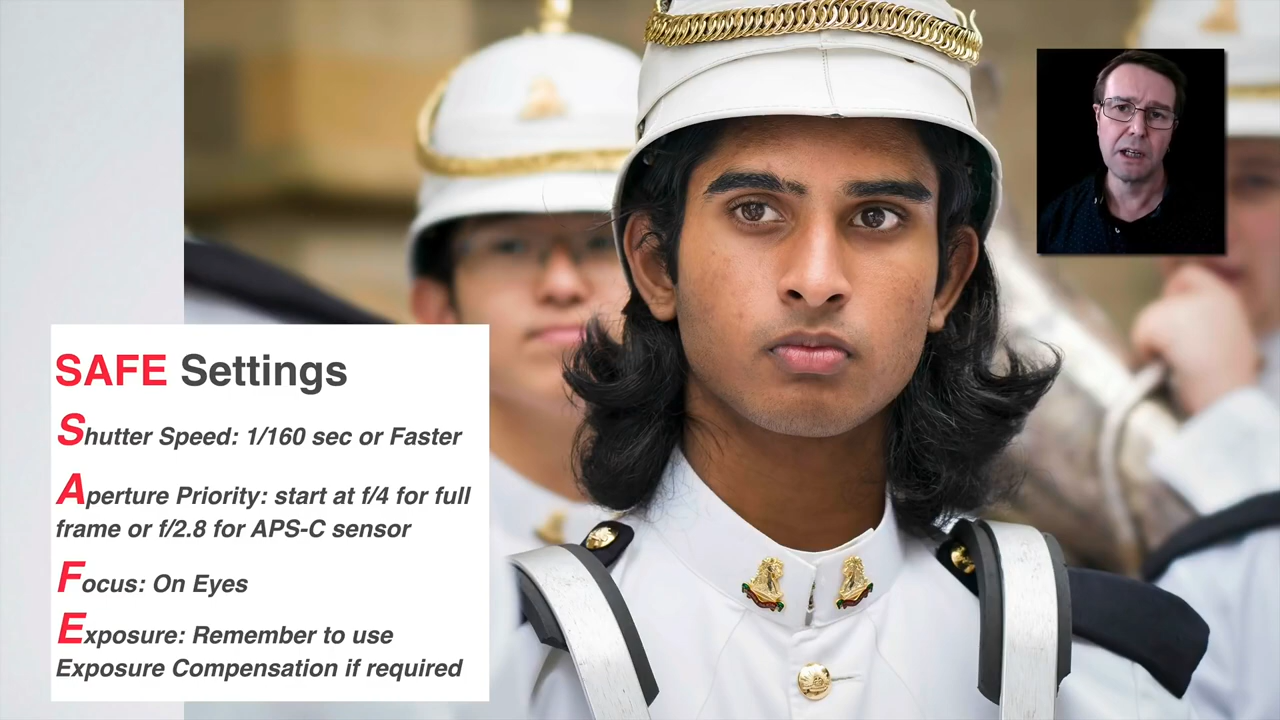 SAFE Settings
Shutter Speed: 1/160 sec or Faster
Aperture Priority: start at f/4 for full
frame or f/2.8 for APS-C sensor
Focus: On Eyes
Exposure: Remember to use
Exposure Compensation if required